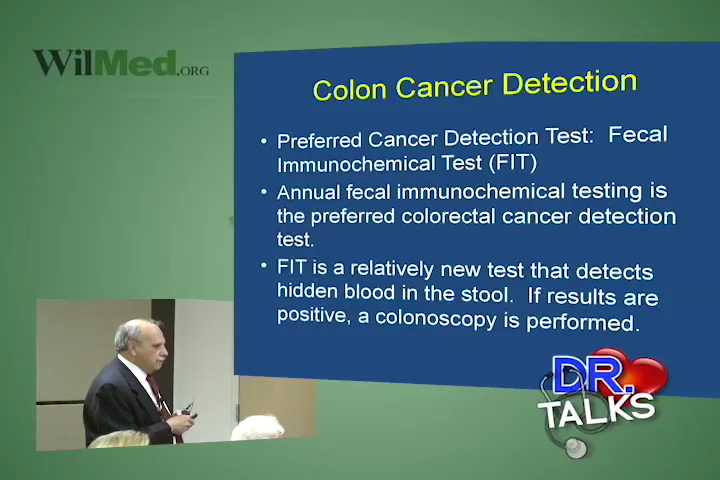 WilMed.ORG
Colon Cancer Detection
• Preferred Cancer Detection Test: Fecal
Immunochemical Test (FIT)
• Annual fecal immunochemical testing is
the preferred colorectal cancer detection
test.
• FIT is a relatively new test that detects
hidden blood in the stool. If results are
positive, a colonoscopy is performed.
DR.
TALKS